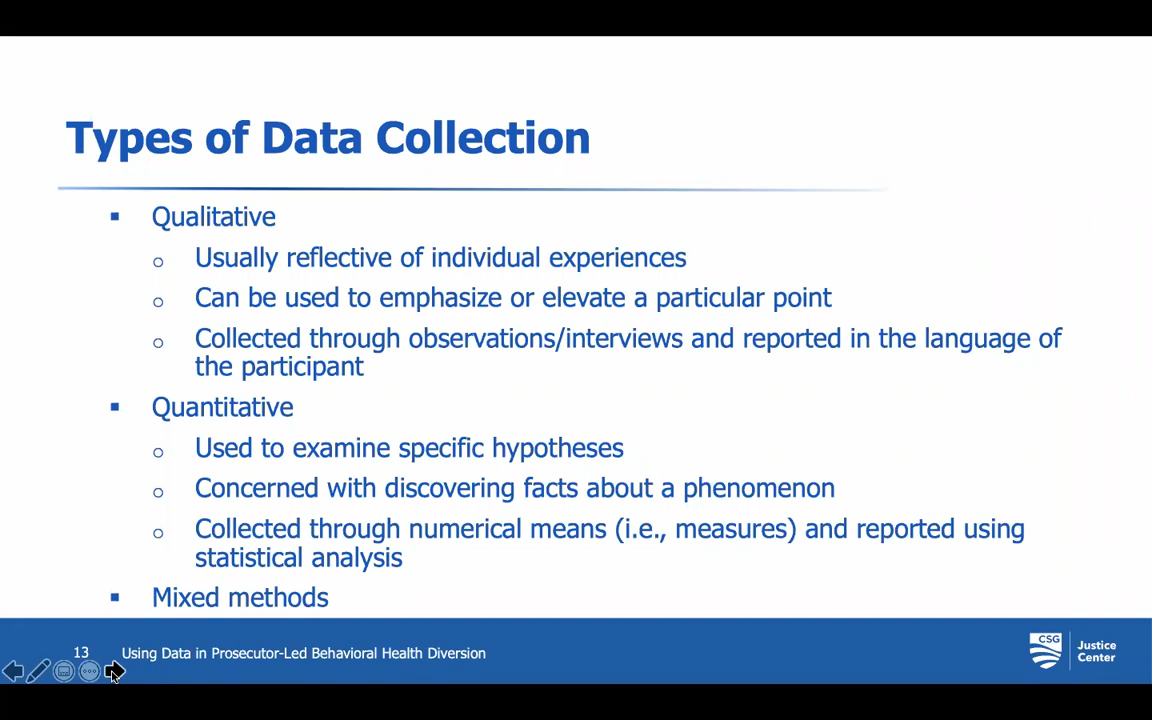 Types of Data Collection
▪ Qualitative
o Usually reflective of individual experiences
o Can be used to emphasize or elevate a particular point
o Collected through observations/interviews and reported in the language of
the participant
▪ Quantitative
o Used to examine specific hypotheses
o Concerned with discovering facts about a phenomenon
o Collected through numerical means (i.e., measures) and reported using
statistical analysis
▪ Mixed methods
13 Using Data in Prosecutor-Led Behavioral Health Diversion
CSG Justice
Center